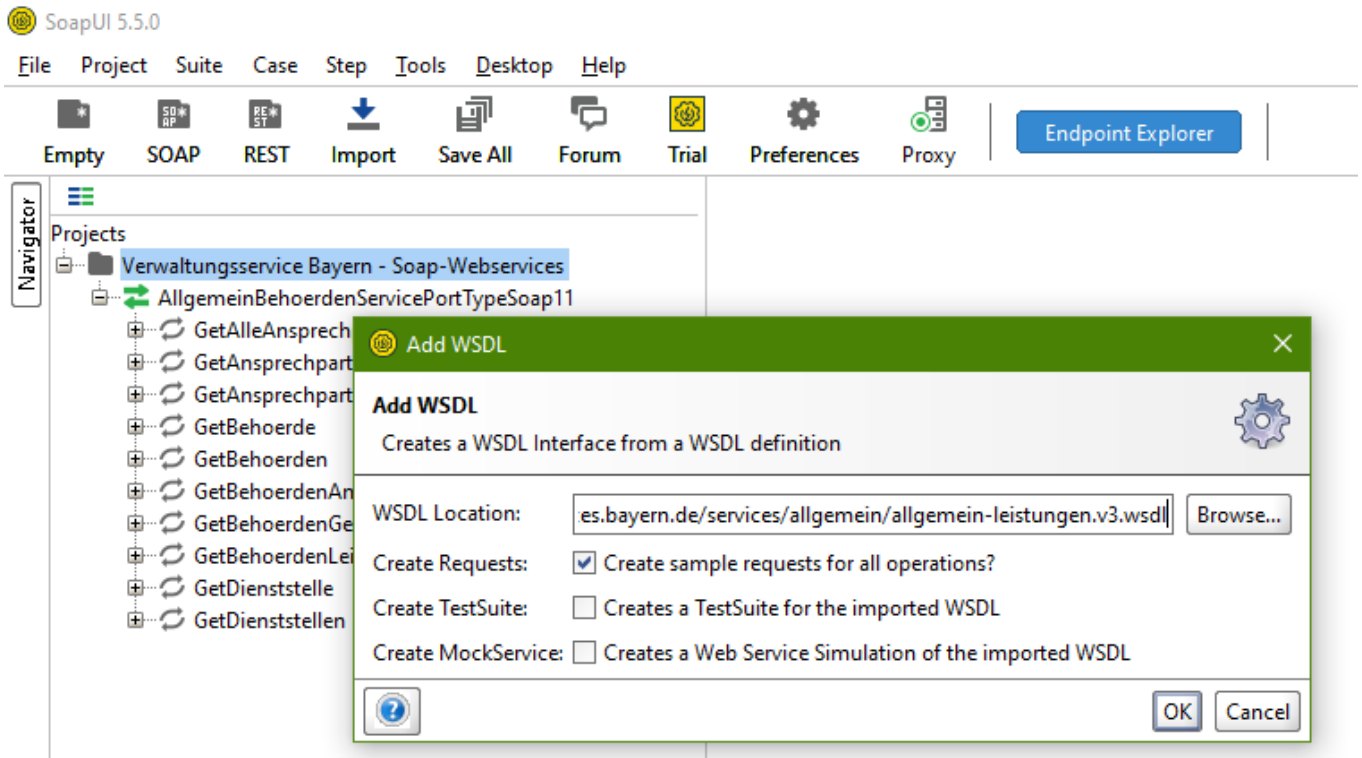 SoapUI 5.5.0
File Project Suite Case Step Tools Desktop Help
Empty SOAP REST Import Save All Forum Trial Preferences Proxy Endpoint Explorer
Navigator
Projects
Verwaltungsservice Bayern - Soap-Webservices
AllgemeinBehoerdenServicePortTypeSoap11
GetAlleAnsprech
GetAnsprechpart
GetAnsprechpart
GetBehoerde
GetBehoerden
GetBehoerdenAn
GetBehoerdenGe
GetBehoerdenLei
GetDienststelle
GetDienststellen
Add WSDL
Add WSDL
Creates a WSDL Interface from a WSDL definition
WSDL Location: :es.bayern.de/services/allgemein/allgemein-leistungen.v3.wsdl Browse...
Create Requests: Create sample requests for all operations?
Create TestSuite: Creates a TestSuite for the imported WSDL
Create MockService: Creates a Web Service Simulation of the imported WSDL
OK Cancel